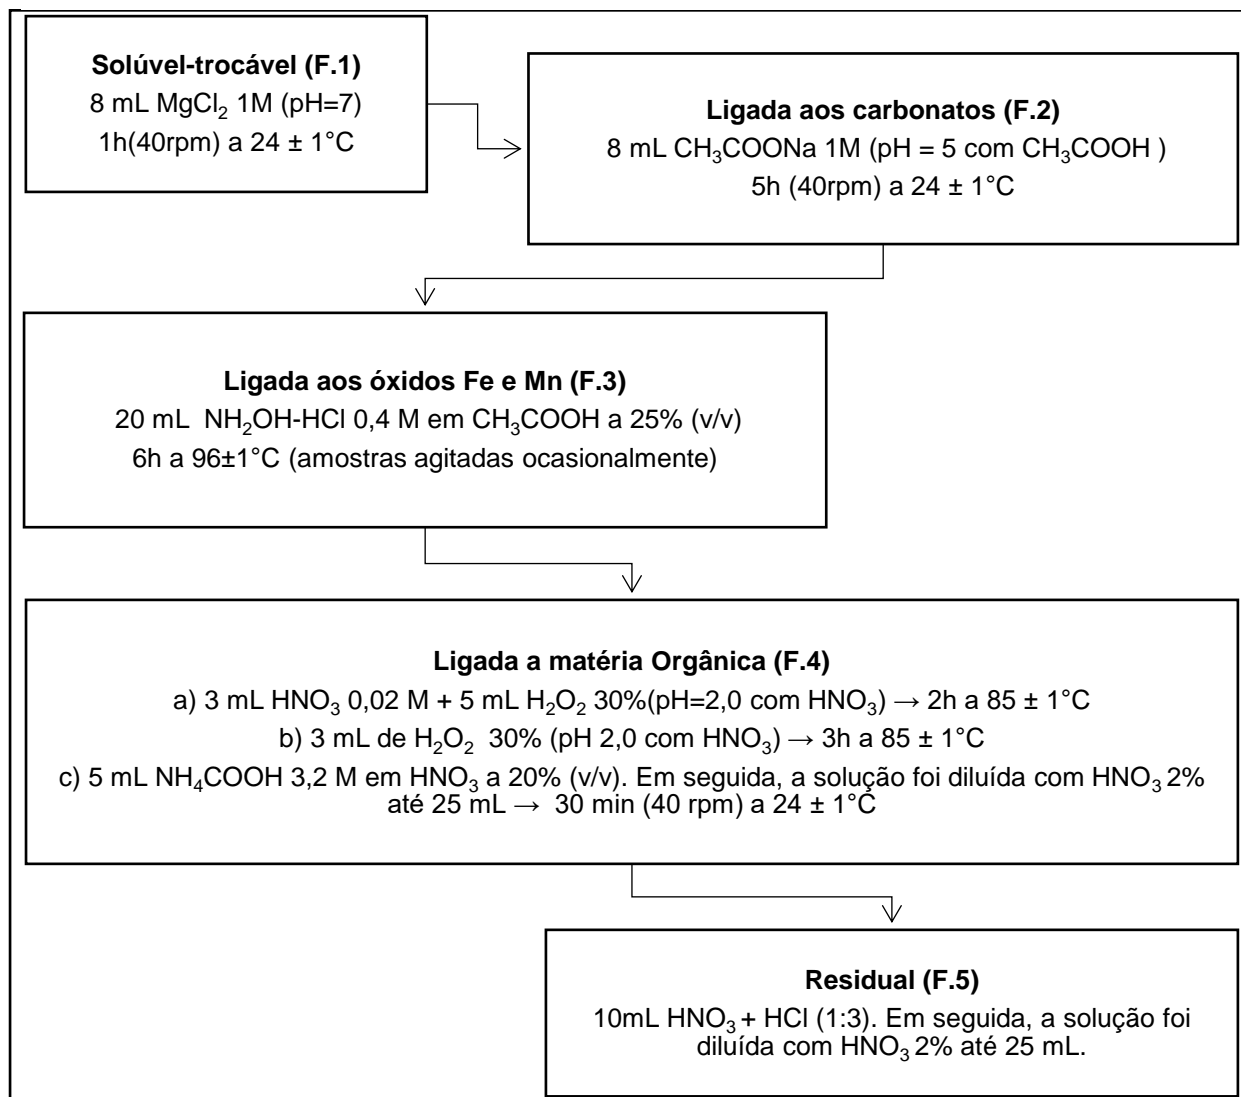 Solúvel-trocável (F.1)
8 mL MgCl₂ 1M (pH=7)
1h(40rpm) a 24 ± 1°C
Ligada aos carbonatos (F.2)
8 mL CH₃COONa 1M (pH = 5 com CH₃COOH )
5h (40rpm) a 24 ± 1°C
Ligada aos óxidos Fe e Mn (F.3)
20 mL NH₂OH-HCl 0,4 M em CH₃COOH a 25% (v/v)
6h a 96±1°C (amostras agitadas ocasionalmente)
Ligada a matéria Orgânica (F.4)
a) 3 mL HNO₃ 0,02 M + 5 mL H₂O₂ 30%(pH=2,0 com HNO₃) → 2h a 85 ± 1°C
b) 3 mL de H₂O₂ 30% (pH 2,0 com HNO₃) → 3h a 85 ± 1°C
c) 5 mL NH₄COOH 3,2 M em HNO₃ a 20% (v/v). Em seguida, a solução foi diluída com HNO₃ 2%
até 25 mL → 30 min (40 rpm) a 24 ± 1°C
Residual (F.5)
10mL HNO₃ + HCl (1:3). Em seguida, a solução foi
diluída com HNO₃ 2% até 25 mL.